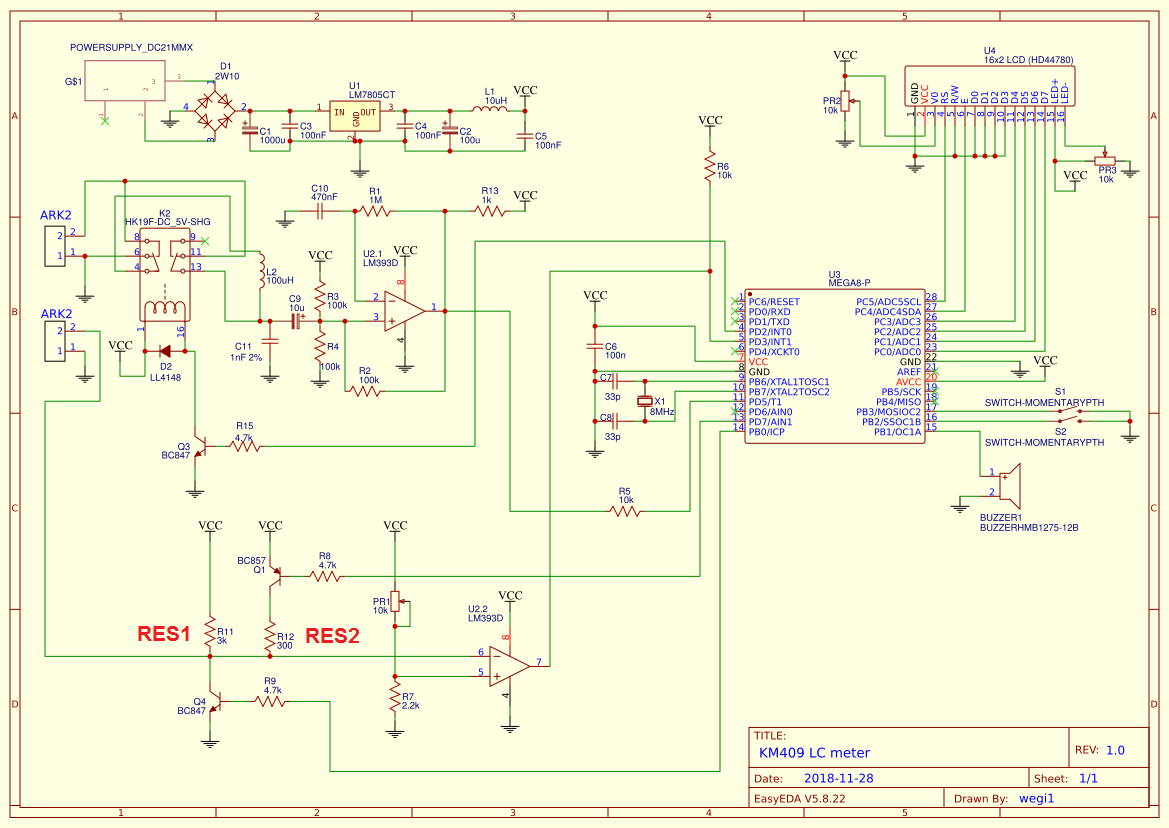 1 2 3 4 5
POWERSUPPLY_DC21MMX
G$1
1 2 3
3
1
2
D1
2W10
1
4 2
3
C1
1000u
C3
100nF
U1
LM7805CT
1 IN OUT 3
GND
2
C4
100nF
C2
100u
L1
10uH
VCC
C5
100nF
VCC
R6
10k
VCC
PR2
10k
U4
16x2 LCD (HD44780)
GND VCC V0 RS R/W E D0 D1 D2 D3 D4 D5 D6 D7 LED+ LED-
1 2 3 4 5 6 7 8 9 10 11 12 13 14 15 16
VCC
PR3
10k
A A
ARK2
2 2
1 1
K2
HK19F-DC_5V-SHG
8 9
6 11
4 13
1 16
ARK2
2 2
1 1
VCC
D2
LL4148
L2
100uH
C11
1nF 2%
C9
10u
C10
470nF
R1
1M
R13
1k
VCC
VCC
R3
100k
R4
100k
R2
100k
U2.1
LM393D
VCC
8
2
3
1
4
B B
VCC
C6
100n
C7
33p
C8
33p
X1
8MHz
U3
MEGA8-P
1 PC6/RESET PC5/ADC5SCL 28
2 PD0/RXD PC4/ADC4SDA 27
3 PD1/TXD PC3/ADC3 26
4 PD2/INT0 PC2/ADC2 25
5 PD3/INT1 PC1/ADC1 24
6 PD4/XCKT0 PC0/ADC0 23
7 VCC GND 22
8 GND AREF 21
9 PB6/XTAL1TOSC1 AVCC 20
10 PB7/XTAL2TOSC2 PB5/SCK 19
11 PD5/T1 PB4/MISO 18
12 PD6/AIN0 PB3/MOSIOC2 17
13 PD7/AIN1 PB2/SSOC1B 16
14 PB0/ICP PB1/OC1A 15
VCC
S1
SWITCH-MOMENTARYPTH
S2
SWITCH-MOMENTARYPTH
1
2
BUZZER1
BUZZERHMB1275-12B
Q3
BC847
R15
4.7k
R5
10k
C C
VCC VCC VCC
BC857
Q1
R8
4.7k
PR1
10k
RES1
R11
3k
R12
300
RES2
U2.2
LM393D
VCC
8
6
5
7
4
R7
2.2k
Q4
BC847
R9
4.7k
D D
TITLE:
KM409 LC meter
REV: 1.0
Date: 2018-11-28
Sheet: 1/1
EasyEDA V5.8.22
Drawn By: wegi1
1 2 3 4 5